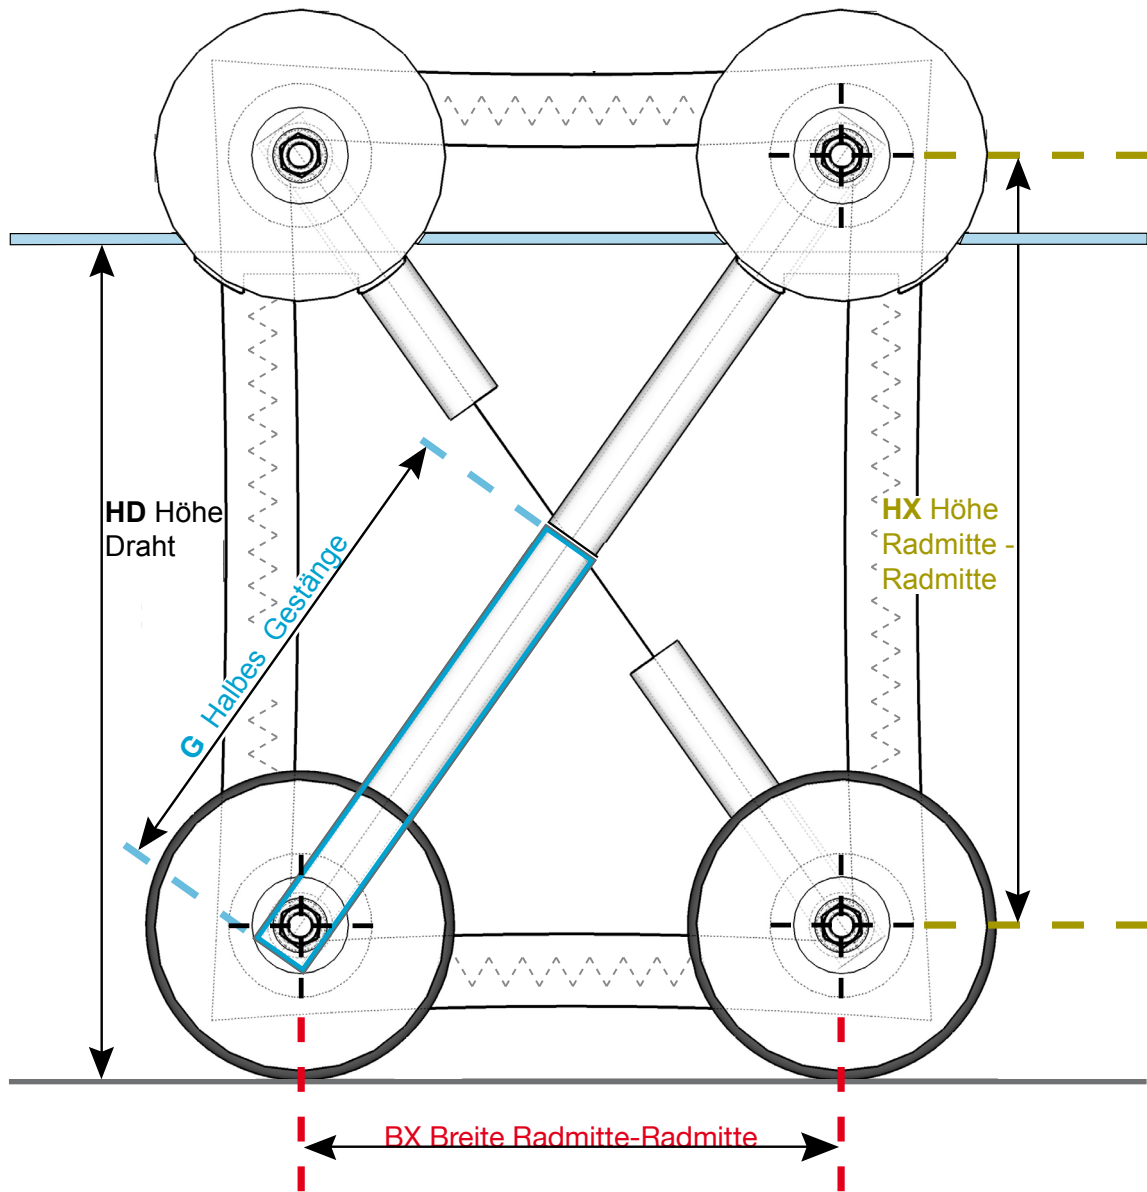 HD Höhe
Draht
G Halbes Gestänge
HX Höhe
Radmitte -
Radmitte
BX Breite Radmitte-Radmitte